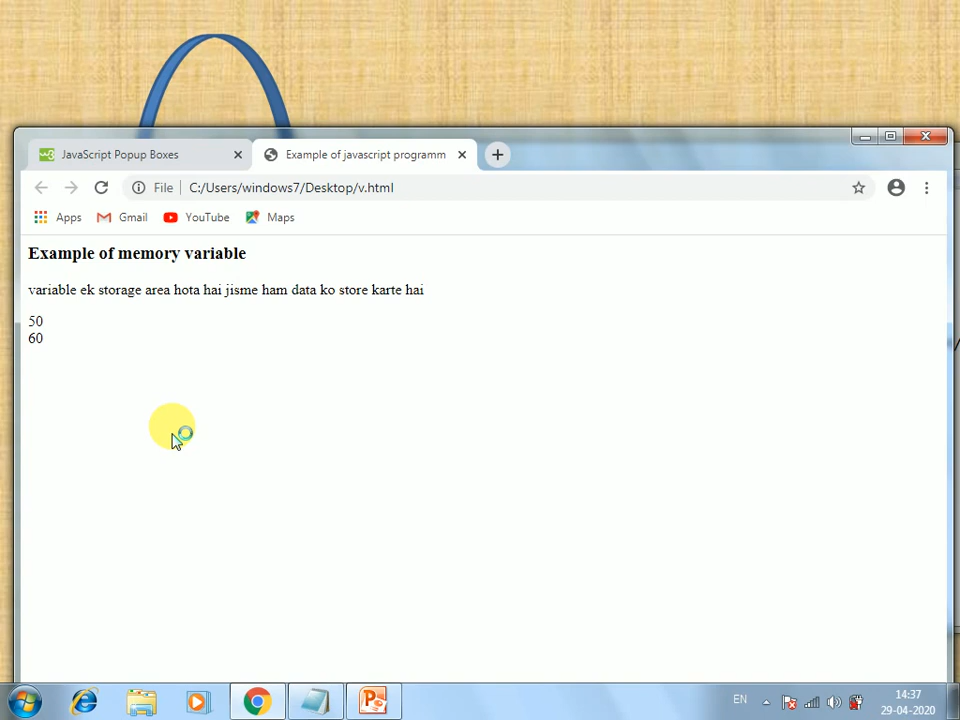 JavaScript Popup Boxes
Example of javascript programm
File
C:/Users/windows7/Desktop/v.html
Apps
Gmail
YouTube
Maps
Example of memory variable
variable ek storage area hota hai jisme ham data ko store karte hai
50
60
EN
14:37
29-04-2020